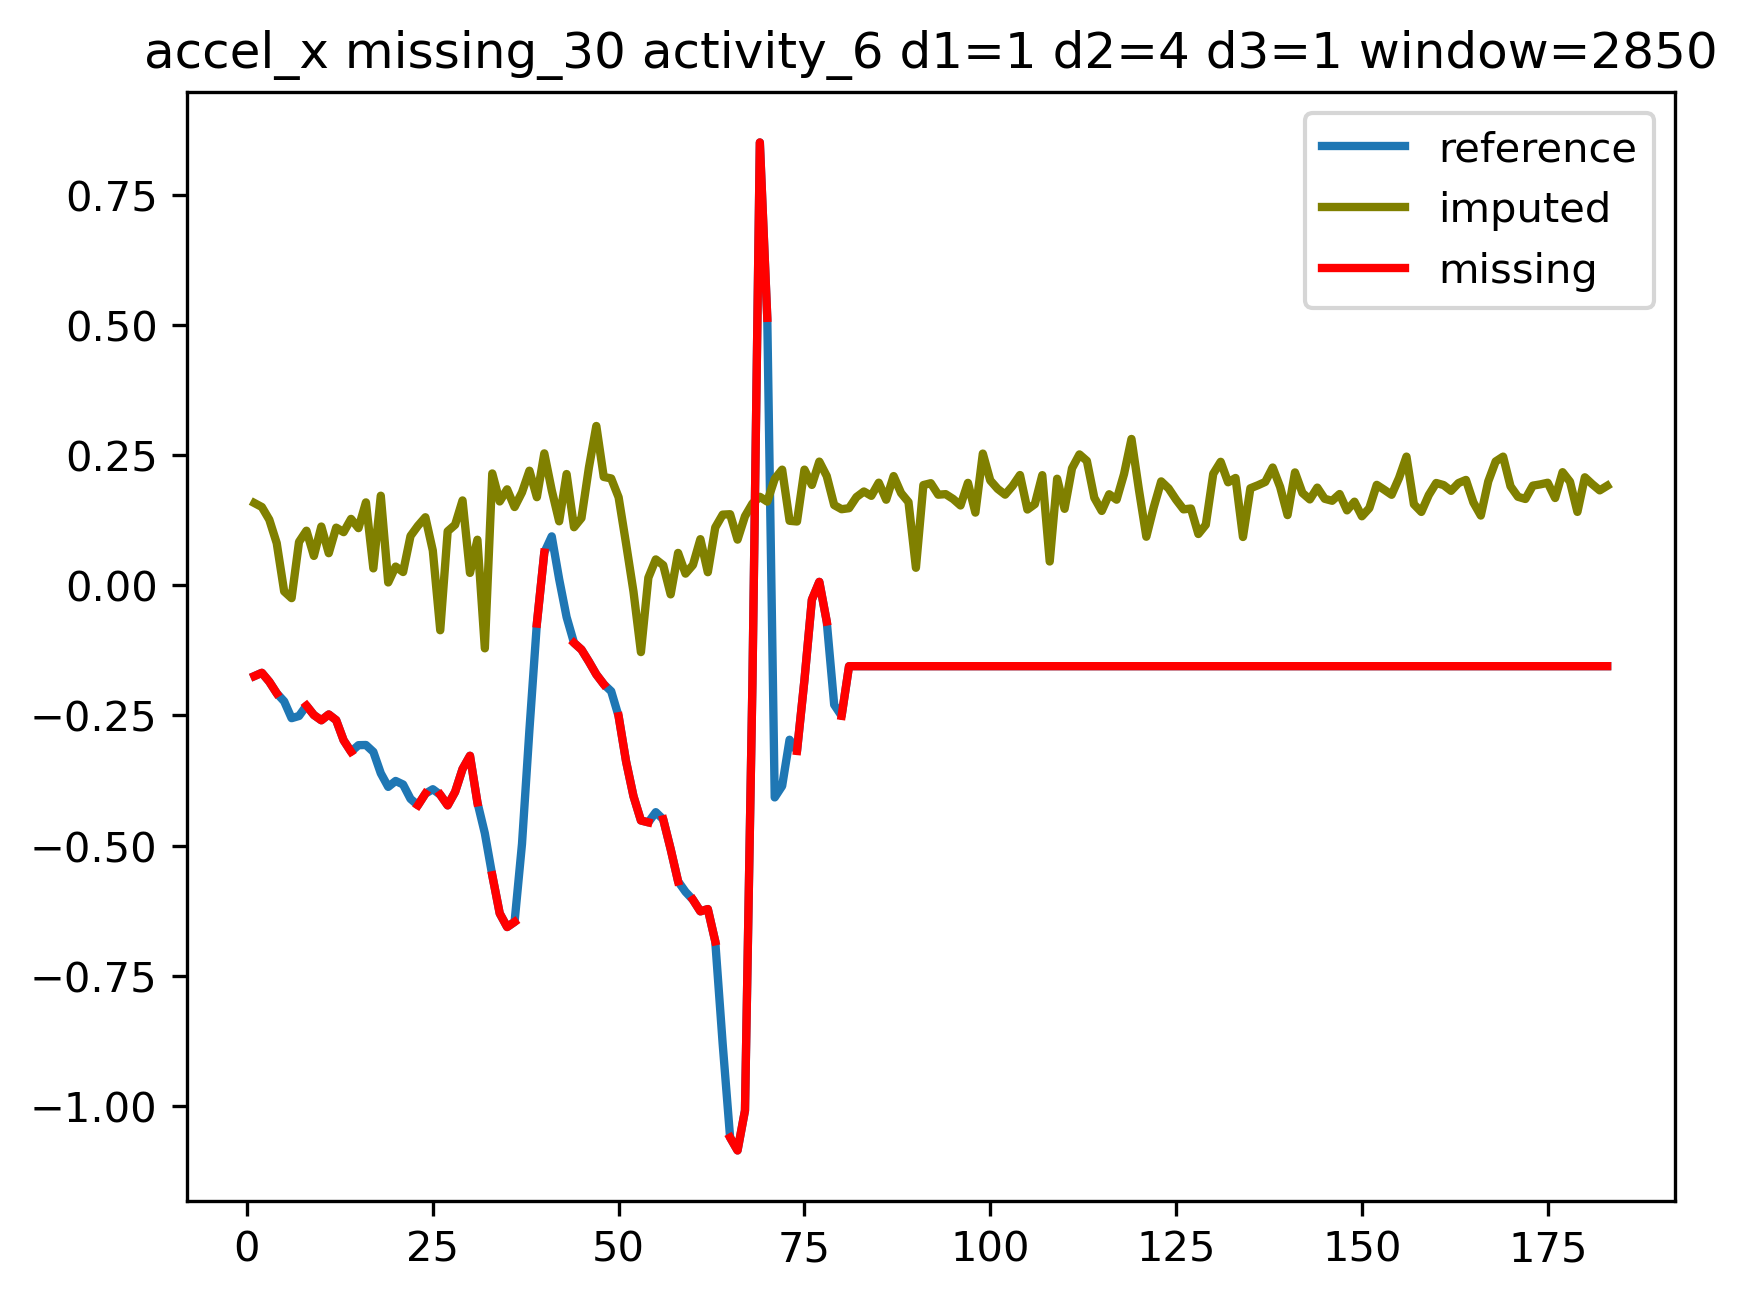 accel_x missing_30 activity_6 d1=1 d2=4 d3=1 window=2850
reference
imputed
missing
0.75
0.50
0.25
0.00
−0.25
−0.50
−0.75
−1.00
0 25 50 75 100 125 150 175